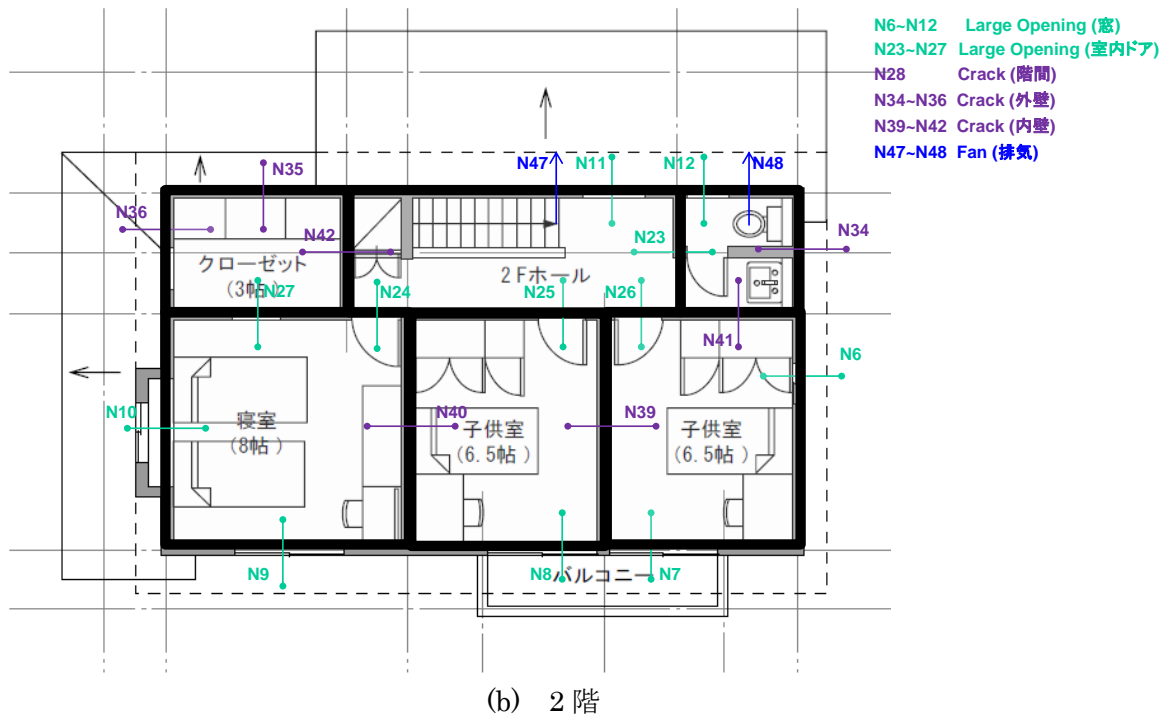 N6~N12 Large Opening (窓)
N23~N27 Large Opening (室内ドア)
N28 Crack (階間)
N34~N36 Crack (外壁)
N39~N42 Crack (内壁)
N47~N48 Fan (排気)
N35
N47
N11
N12
N48
N36
N42
N23
N34
クローゼット
(3帖)
2Fホール
N27
N24
N25
N26
N41
N6
N10
寝室
(8帖)
N40
子供室
(6.5帖)
N39
子供室
(6.5帖)
N9
N8
バルコニー
N7
(b) 2階